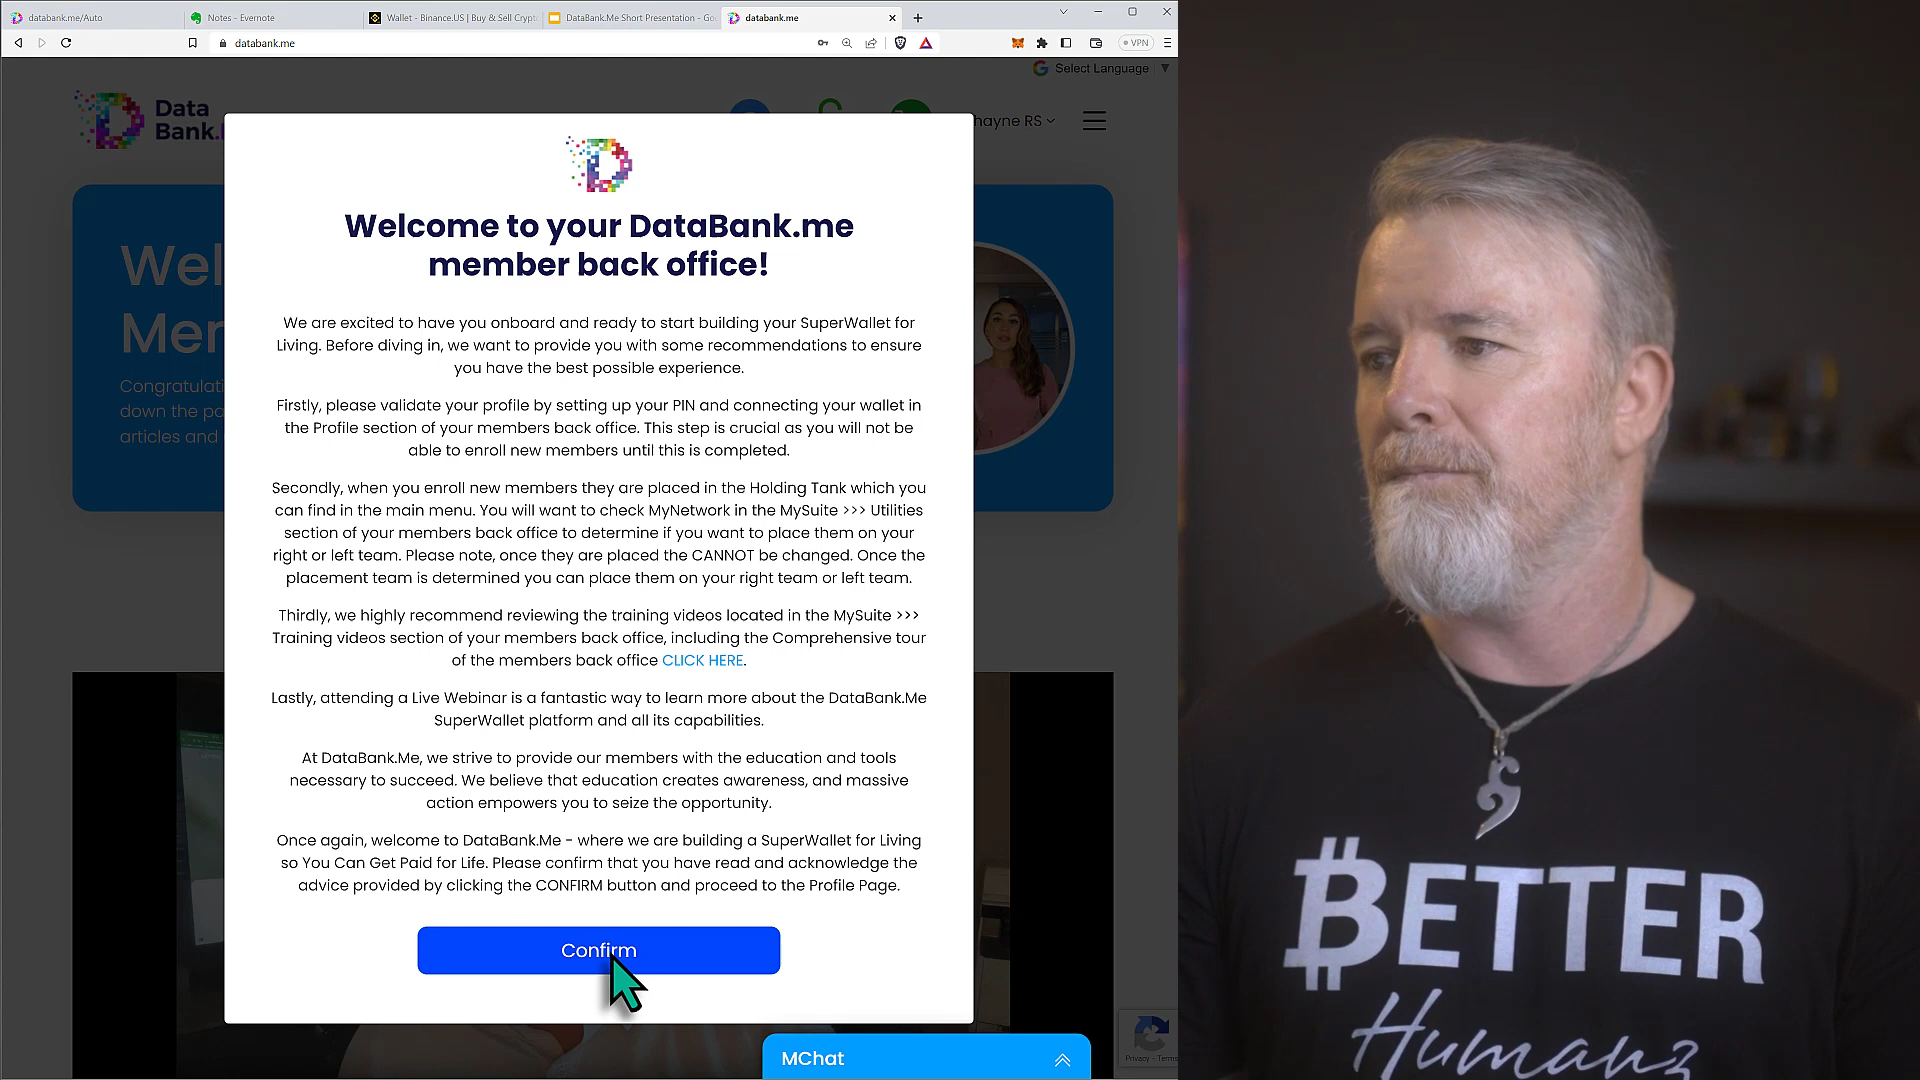 databank.me/Auto
Notes - Evernote
Wallet - Binance.US | Buy & Sell Crypt
DataBank.Me Short Presentation - Go
databank.me
databank.me
VPN
Select Language
Data
Bank.
hayne RS
Wel
Mer
Congratulati
down the pa
articles and
Welcome to your DataBank.me
member back office!
We are excited to have you onboard and ready to start building your SuperWallet for
Living. Before diving in, we want to provide you with some recommendations to ensure
you have the best possible experience.
Firstly, please validate your profile by setting up your PIN and connecting your wallet in
the Profile section of your members back office. This step is crucial as you will not be
able to enroll new members until this is completed.
Secondly, when you enroll new members they are placed in the Holding Tank which you
can find in the main menu. You will want to check MyNetwork in the MySuite >>> Utilities
section of your members back office to determine if you want to place them on your
right or left team. Please note, once they are placed the CANNOT be changed. Once the
placement team is determined you can place them on your right team or left team.
Thirdly, we highly recommend reviewing the training videos located in the MySuite >>>
Training videos section of your members back office, including the Comprehensive tour
of the members back office CLICK HERE.
Lastly, attending a Live Webinar is a fantastic way to learn more about the DataBank.Me
SuperWallet platform and all its capabilities.
At DataBank.Me, we strive to provide our members with the education and tools
necessary to succeed. We believe that education creates awareness, and massive
action empowers you to seize the opportunity.
Once again, welcome to DataBank.Me - where we are building a SuperWallet for Living
so You Can Get Paid for Life. Please confirm that you have read and acknowledge the
advice provided by clicking the CONFIRM button and proceed to the Profile Page.
Confirm
MChat
Privacy - Terms
₿ETTER
Humanz